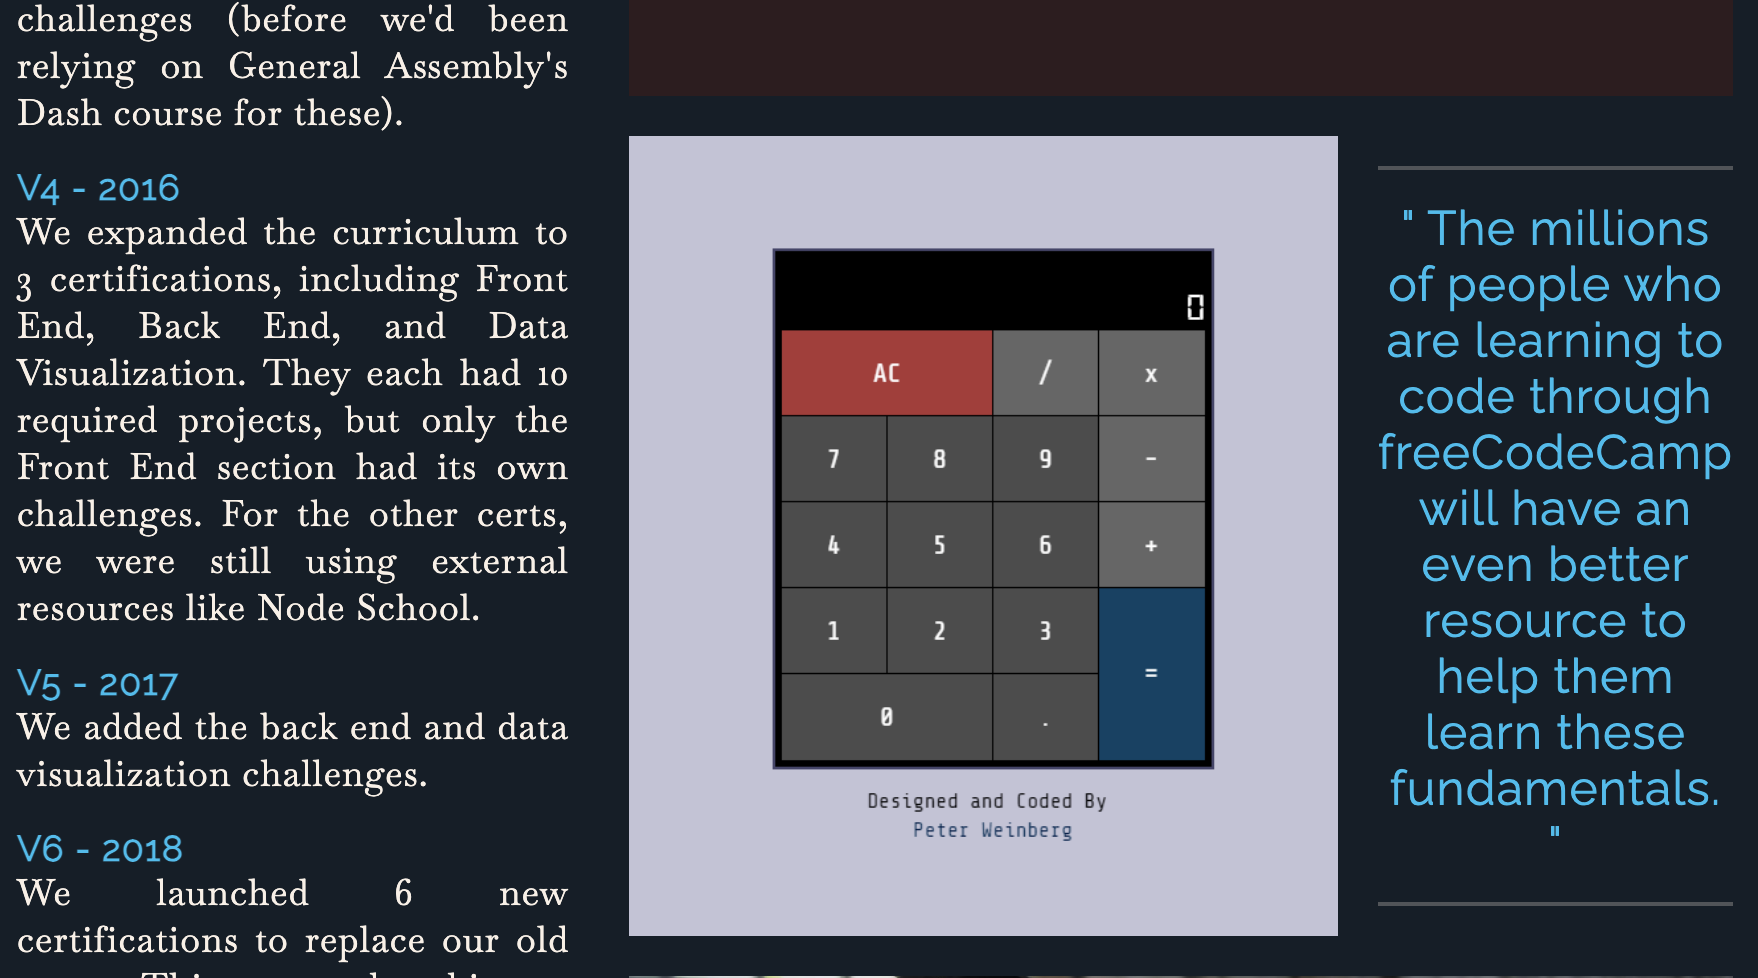 challenges (before we'd been
relying on General Assembly's
Dash course for these).
V4 - 2016
We expanded the curriculum to
3 certifications, including Front
End, Back End, and Data
Visualization. They each had 10
required projects, but only the
Front End section had its own
challenges. For the other certs,
we were still using external
resources like Node School.
V5 - 2017
We added the back end and data
visualization challenges.
V6 - 2018
We launched 6 new
certifications to replace our old
0
AC / x
7 8 9 -
4 5 6 +
1 2 3
=
0 .
Designed and Coded By
Peter Weinberg
" The millions
of people who
are learning to
code through
freeCodeCamp
will have an
even better
resource to
help them
learn these
fundamentals.
"